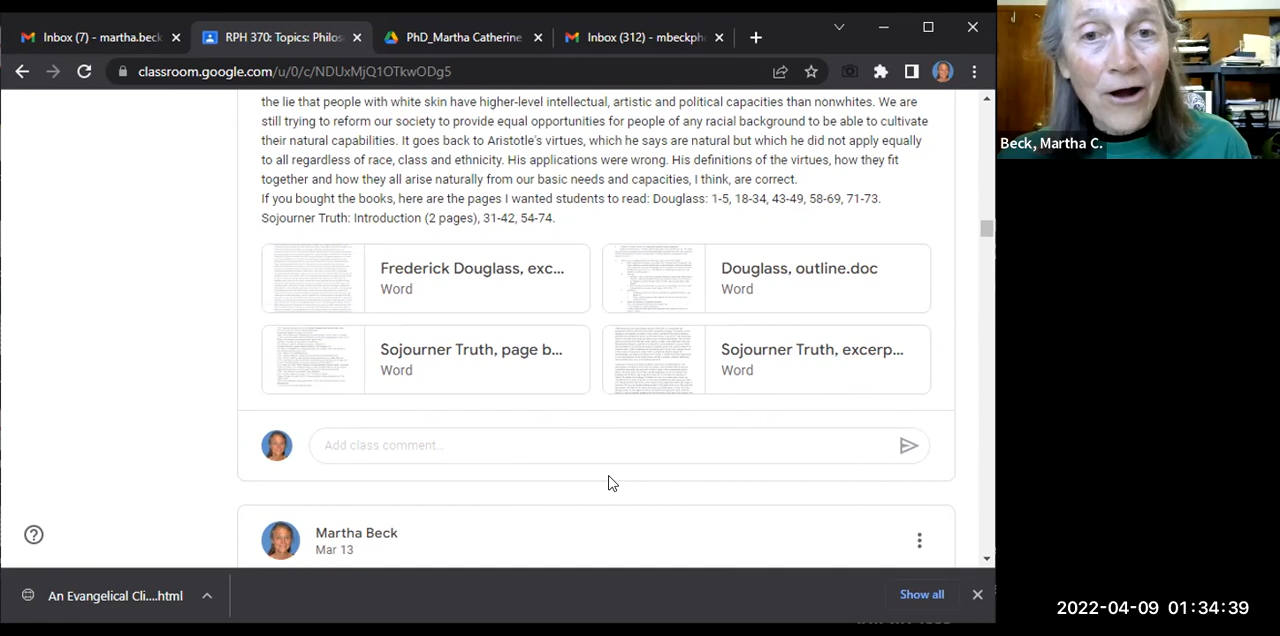 Inbox (7) - martha.beck
RPH 370: Topics: Philos
PhD_Martha Catherine
Inbox (312) - mbeckph
classroom.google.com/u/0/c/NDUxMjQ1OTkwODg5
the lie that people with white skin have higher-level intellectual, artistic and political capacities than nonwhites. We are
still trying to reform our society to provide equal opportunities for people of any racial background to be able to cultivate
their natural capabilities. It goes back to Aristotle's virtues, which he says are natural but which he did not apply equally
to all regardless of race, class and ethnicity. His applications were wrong. His definitions of the virtues, how they fit
together and how they all arise naturally from our basic needs and capacities, I think, are correct.
If you bought the books, here are the pages I wanted students to read: Douglass: 1-5, 18-34, 43-49, 58-69, 71-73.
Sojourner Truth: Introduction (2 pages), 31-42, 54-74.
Frederick Douglass, exc...
Word
Douglass, outline.doc
Word
Sojourner Truth, page b...
Word
Sojourner Truth, excerp...
Word
Add class comment...
Martha Beck
Mar 13
An Evangelical Cli....html
Show all
Beck, Martha C.
2022-04-09 01:34:39